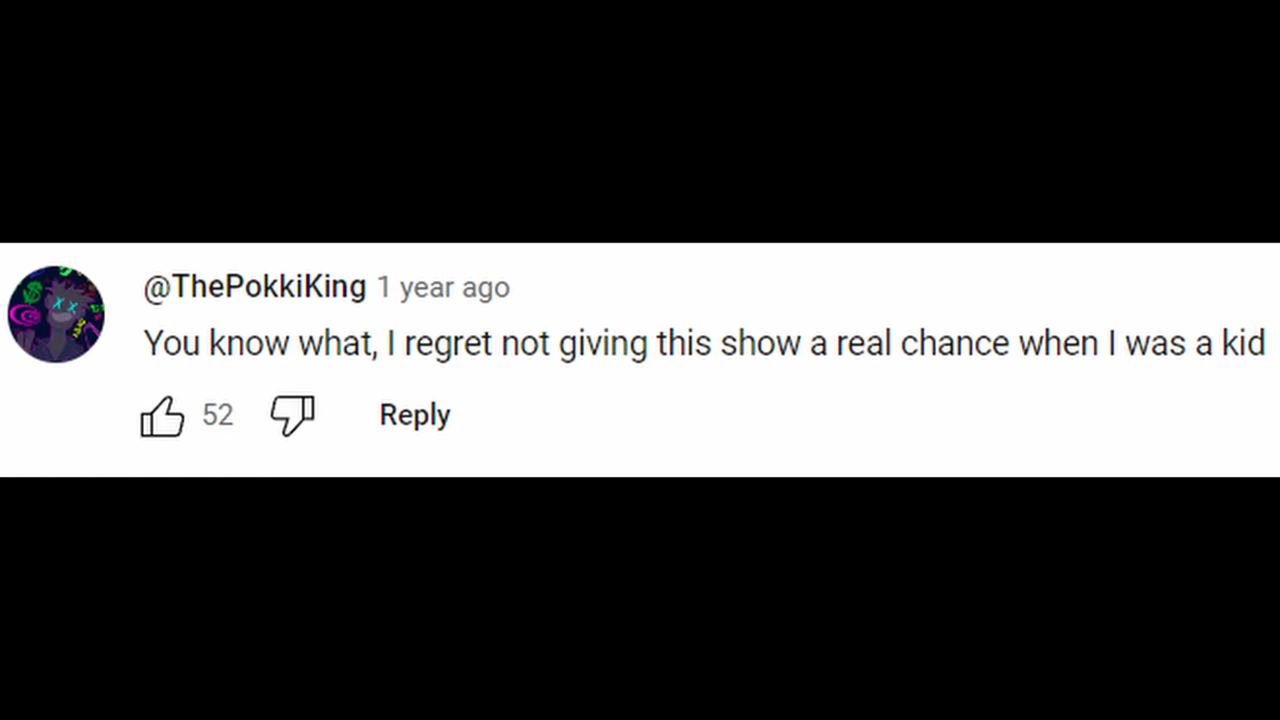 @ThePokkiKing 1 year ago
You know what, I regret not giving this show a real chance when I was a kid
52 Reply